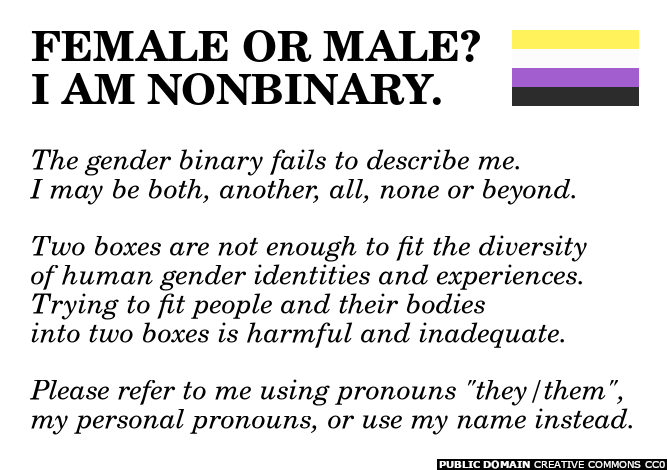 FEMALE OR MALE?
I AM NONBINARY.
The gender binary fails to describe me.
I may be both, another, all, none or beyond.
Two boxes are not enough to fit the diversity
of human gender identities and experiences.
Trying to fit people and their bodies
into two boxes is harmful and inadequate.
Please refer to me using pronouns "they/them",
my personal pronouns, or use my name instead.
PUBLIC DOMAIN CREATIVE COMMONS CC0